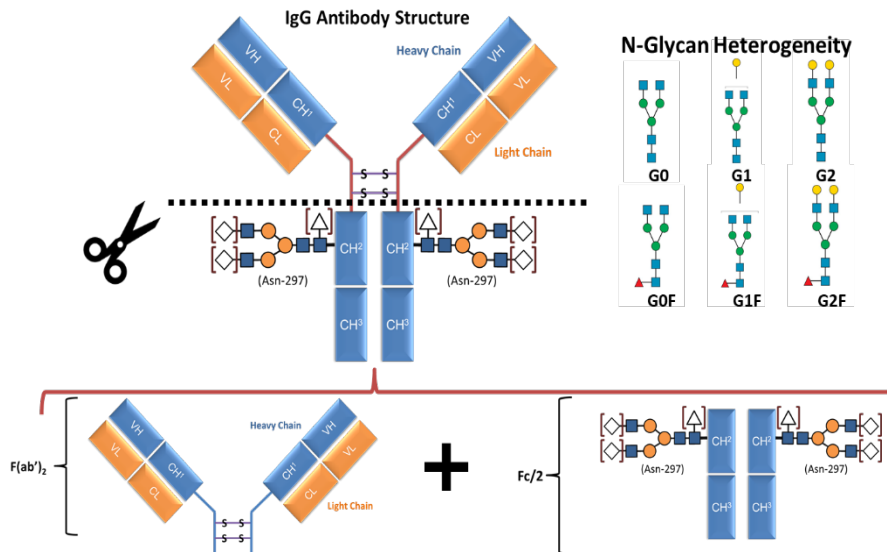 IgG Antibody Structure
Heavy Chain
VH
VL
CH¹
CL
VH
VL
CH¹
CL
Light Chain
S S
S S
CH²
CH²
(Asn-297)
(Asn-297)
CH³
CH³
N-Glycan Heterogeneity
G0
G1
G2
G0F
G1F
G2F
F(ab')₂
Heavy Chain
VH
VL
CH¹
CL
VH
VL
CH¹
CL
Light Chain
S S
S S
Fc/2
CH²
CH²
(Asn-297)
(Asn-297)
CH³
CH³